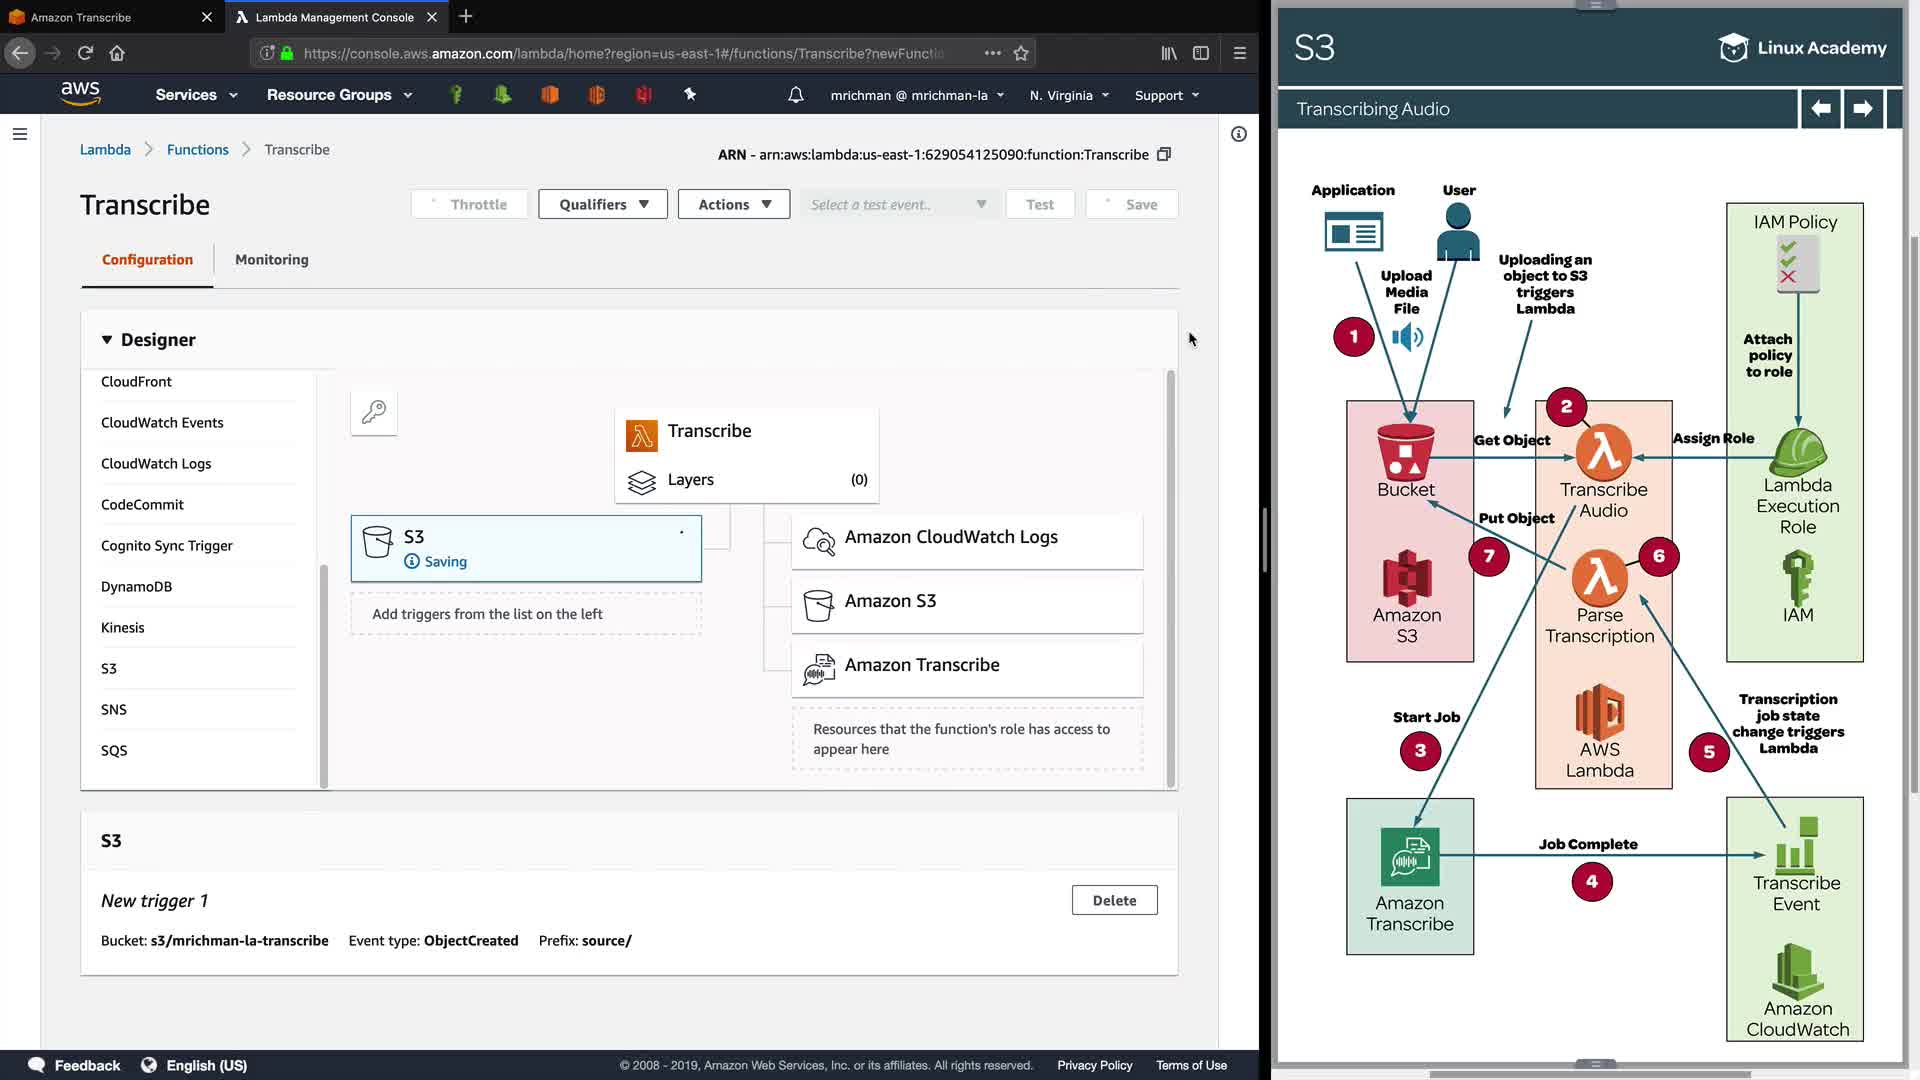 Amazon Transcribe
Lambda Management Console
https://console.aws.amazon.com/lambda/home?region=us-east-1#/functions/Transcribe?newFuncti
aws
Services
Resource Groups
mrichman @ mrichman-la
N. Virginia
Support
Lambda
Functions
Transcribe
ARN - arn:aws:lambda:us-east-1:629054125090:function:Transcribe
Transcribe
Throttle
Qualifiers
Actions
Select a test event..
Test
Save
Configuration
Monitoring
Designer
CloudFront
CloudWatch Events
CloudWatch Logs
CodeCommit
Cognito Sync Trigger
DynamoDB
Kinesis
S3
SNS
SQS
Transcribe
Layers
(0)
S3
Saving
Add triggers from the list on the left
Amazon CloudWatch Logs
Amazon S3
Amazon Transcribe
Resources that the function's role has access to
appear here
S3
New trigger 1
Delete
Bucket: s3/mrichman-la-transcribe Event type: ObjectCreated Prefix: source/
Feedback
English (US)
© 2008 - 2019, Amazon Web Services, Inc. or its affiliates. All rights reserved.
Privacy Policy
Terms of Use
S3
Linux Academy
Transcribing Audio
Application
User
Upload
Media
File
1
Uploading an
object to S3
triggers
Lambda
IAM Policy
Attach
policy
to role
2
Get Object
Assign Role
Bucket
Transcribe
Audio
Lambda
Execution
Role
Put Object
7
6
Amazon
S3
Parse
Transcription
IAM
AWS
Lambda
Start Job
3
Transcription
job state
change triggers
Lambda
5
Job Complete
4
Amazon
Transcribe
Transcribe
Event
Amazon
CloudWatch